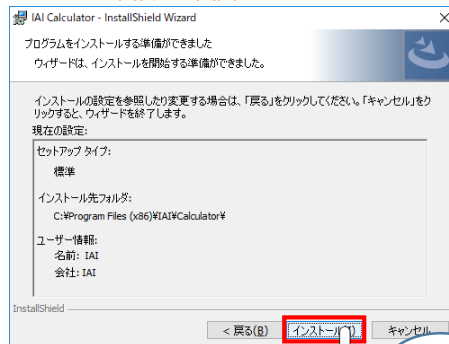 IAI Calculator - InstallShield Wizard
プログラムをインストールする準備ができました
ウィザードは、インストールを開始する準備ができました。
インストールの設定を参照したり変更する場合は、「戻る」をクリックしてください。「キャンセル」をク
リックすると、ウィザードを終了します。
現在の設定:
セットアップ タイプ:
標準
インストール先フォルダ:
C:¥Program Files (x86)¥IAI¥Calculator¥
ユーザー情報:
名前: IAI
会社: IAI
InstallShield
< 戻る(B) インストール(I) キャンセル